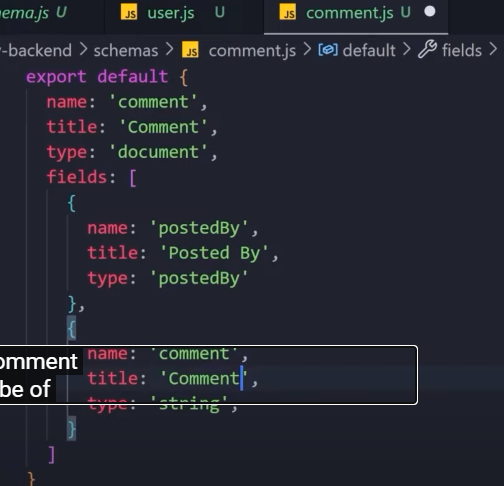 ema.js U JS user.js U JS comment.js U
-backend > schemas > JS comment.js > default > fields >
export default {
name: 'comment',
title: 'Comment',
type: 'document',
fields: [
{
name: 'postedBy',
title: 'Posted By',
type: 'postedBy'
},
{
name: 'comment',
omment
title: 'Comment',
be of
type: 'string',
}
]
}